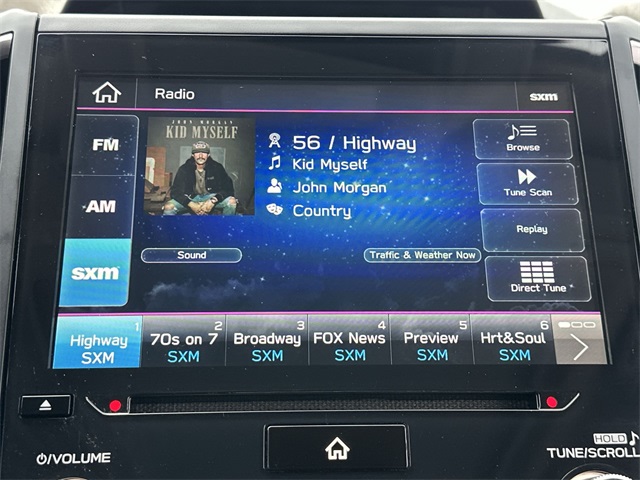 Radio
sxm
FM
AM
sxm
JOHN MORGAN
KID MYSELF
56 / Highway
Kid Myself
John Morgan
Country
Browse
Tune Scan
Replay
Direct Tune
Sound
Traffic & Weather Now
1
Highway
SXM
2
70s on 7
SXM
3
Broadway
SXM
4
FOX News
SXM
5
Preview
SXM
6
Hrt&Soul
SXM
/VOLUME
HOLD
TUNE/SCROLL